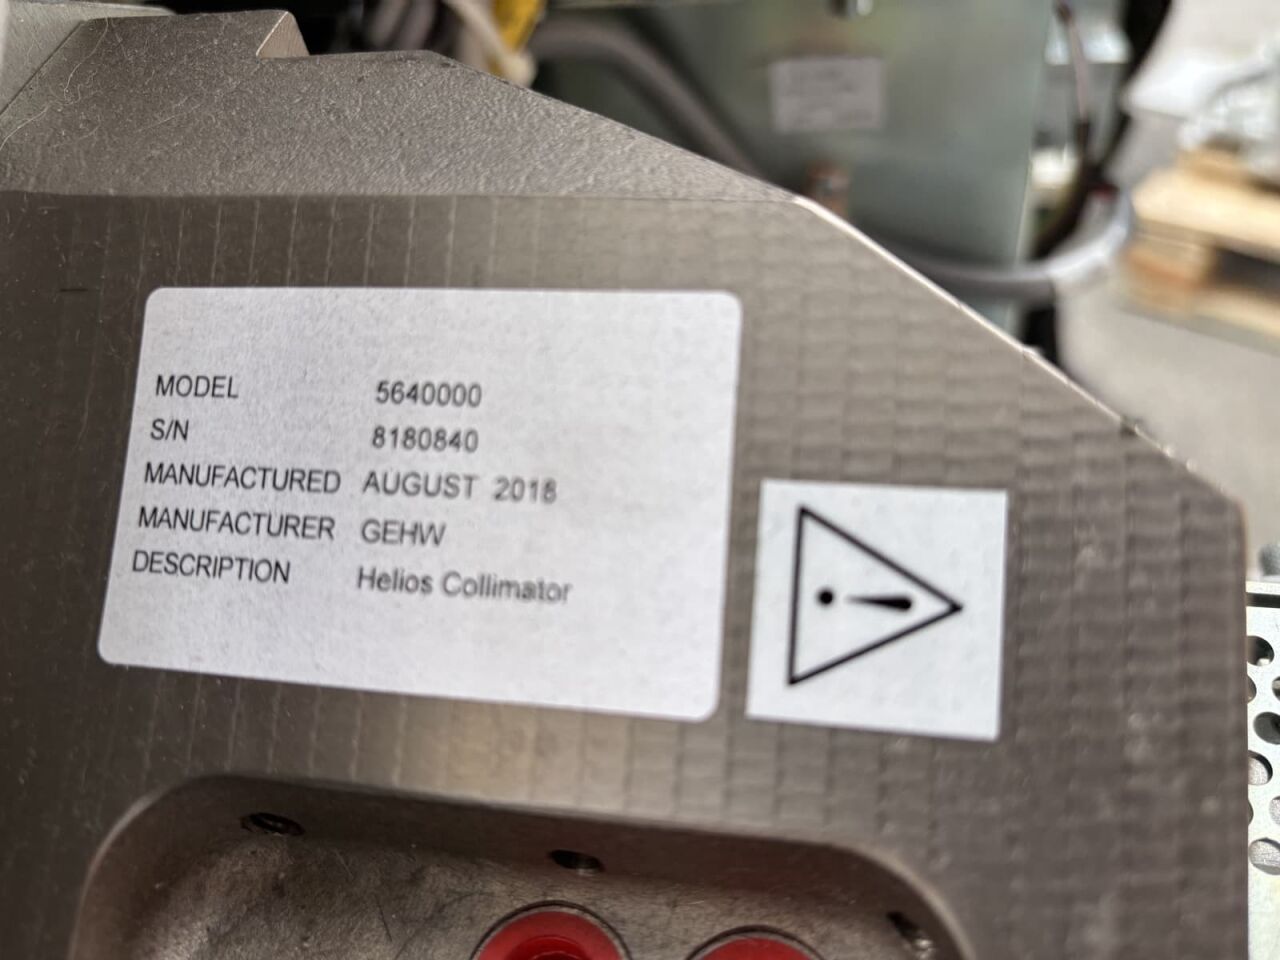 MODEL 5640000
S/N 8180840
MANUFACTURED AUGUST 2018
MANUFACTURER GEHW
DESCRIPTION Helios Collimator